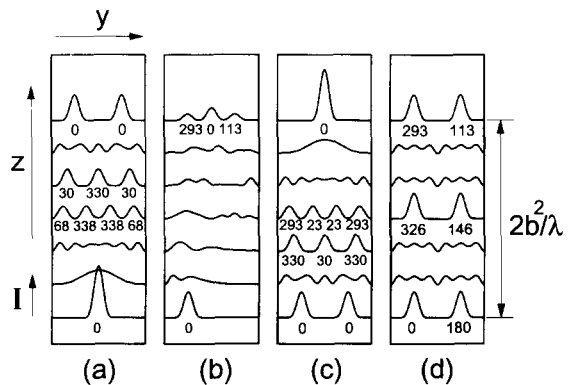 y
z
I
0 0
30 330 30
68 338 338 68
0
(a)
293 0 113
0
(b)
0
293 23 23 293
330 30 330
0 0
(c)
293 113
326 146
0 180
(d)
2b²/λ